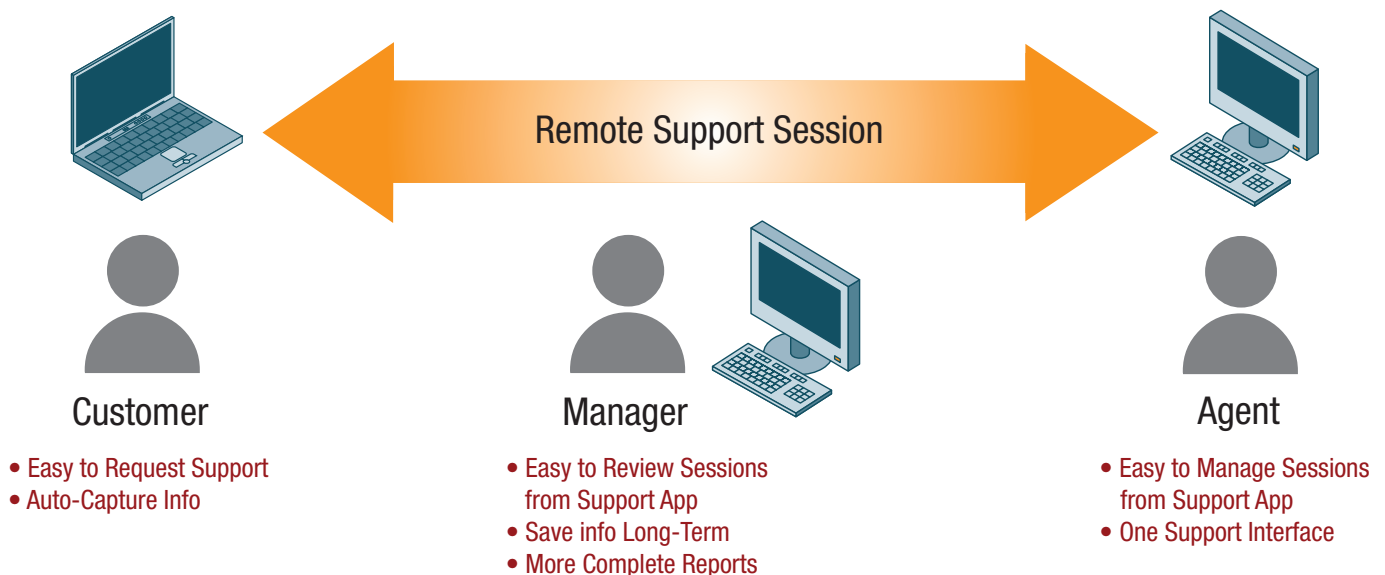 Remote Support Session
Customer
• Easy to Request Support
• Auto-Capture Info
Manager
• Easy to Review Sessions
from Support App
• Save info Long-Term
• More Complete Reports
Agent
• Easy to Manage Sessions
from Support App
• One Support Interface